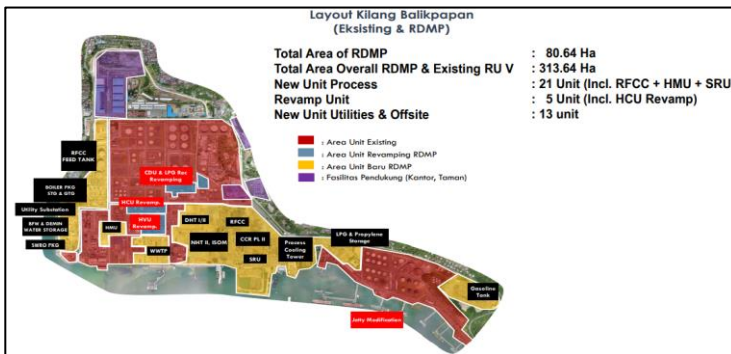 Layout Kilang Balikpapan
(Eksisting & RDMP)
Total Area of RDMP : 80.64 Ha
Total Area Overall RDMP & Existing RU V : 313.64 Ha
New Unit Process : 21 Unit (Incl. RFCC + HMU + SRU
Revamp Unit : 5 Unit (Incl. HCU Revamp)
New Unit Utilities & Offsite : 13 unit
: Area Unit Existing
: Area Unit Revamping RDMP
: Area Unit Baru RDMP
: Fasilitas Pendukung (Kantor, Taman)
RFCC
FEED TANK
CDU & LPG Rec
Revamping
BOILER PKG
STG & GTG
HCU Revamp.
Utility Substation
HVU
Revamp.
DHT I/II
RFCC
BFW & DEMIN
WATER STORAGE
HMU
LPG & Propylene
Storage
NHT II, ISOM
CCR PL II
Process
Cooling
Tower
SWRO PKG
WWTP
SRU
Gasoline
Tank
Jetty Modification